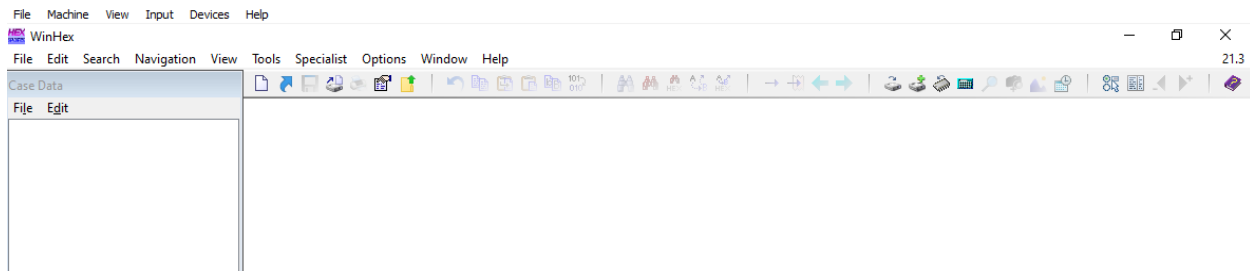 File Machine View Input Devices Help
WinHex
File Edit Search Navigation View Tools Specialist Options Window Help 21.3
Case Data
File Edit